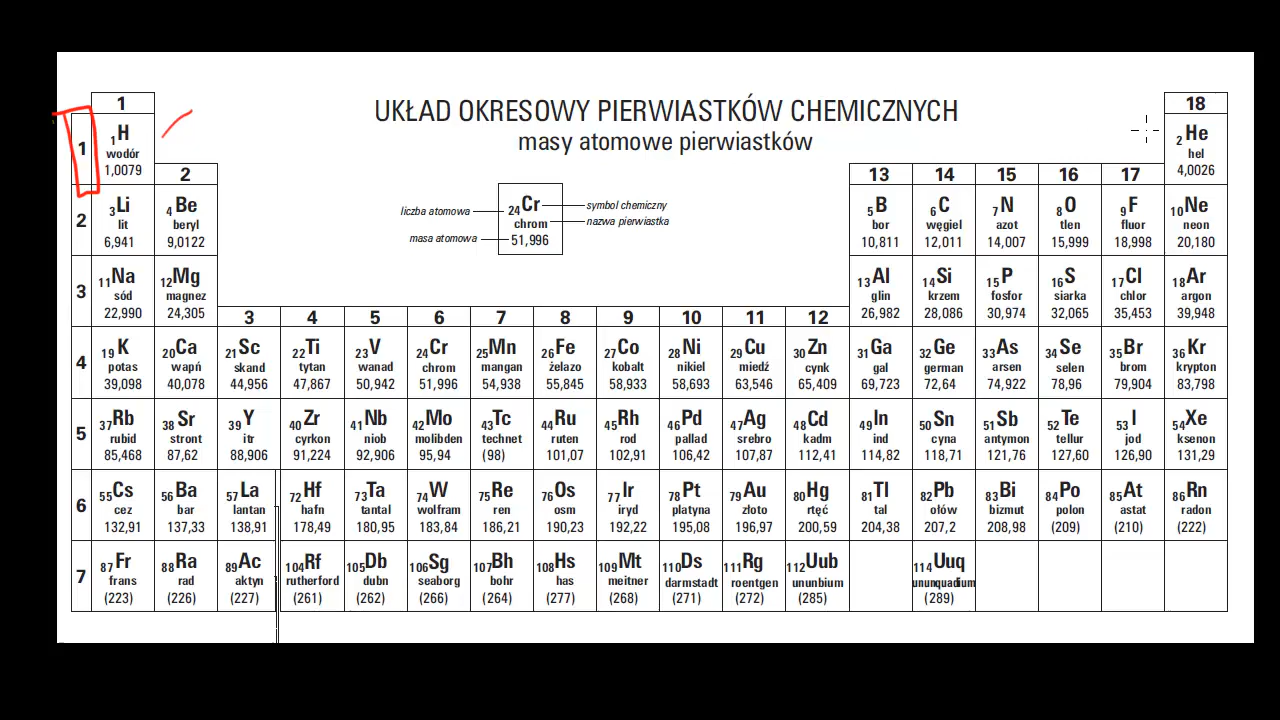 UKŁAD OKRESOWY PIERWIASTKÓW CHEMICZNYCH
masy atomowe pierwiastków
liczba atomowa
masa atomowa
24Cr
chrom
51,996
symbol chemiczny
nazwa pierwiastka
1 18
1 1H 2He
wodór hel
1,0079 4,0026
2 13 14 15 16 17
2 3Li 4Be 5B 6C 7N 8O 9F 10Ne
lit beryl bor węgiel azot tlen fluor neon
6,941 9,0122 10,811 12,011 14,007 15,999 18,998 20,180
3 11Na 12Mg 13Al 14Si 15P 16S 17Cl 18Ar
sód magnez glin krzem fosfor siarka chlor argon
22,990 24,305 26,982 28,086 30,974 32,065 35,453 39,948
3 4 5 6 7 8 9 10 11 12
4 19K 20Ca 21Sc 22Ti 23V 24Cr 25Mn 26Fe 27Co 28Ni 29Cu 30Zn 31Ga 32Ge 33As 34Se 35Br 36Kr
potas wapń skand tytan wanad chrom mangan żelazo kobalt nikiel miedź cynk gal german arsen selen brom krypton
39,098 40,078 44,956 47,867 50,942 51,996 54,938 55,845 58,933 58,693 63,546 65,409 69,723 72,64 74,922 78,96 79,904 83,798
5 37Rb 38Sr 39Y 40Zr 41Nb 42Mo 43Tc 44Ru 45Rh 46Pd 47Ag 48Cd 49In 50Sn 51Sb 52Te 53I 54Xe
rubid stront itr cyrkon niob molibden technet ruten rod pallad srebro kadm ind cyna antymon tellur jod ksenon
85,468 87,62 88,906 91,224 92,906 95,94 (98) 101,07 102,91 106,42 107,87 112,41 114,82 118,71 121,76 127,60 126,90 131,29
6 55Cs 56Ba 57La 72Hf 73Ta 74W 75Re 76Os 77Ir 78Pt 79Au 80Hg 81Tl 82Pb 83Bi 84Po 85At 86Rn
cez bar lantan hafn tantal wolfram ren osm iryd platyna złoto rtęć tal ołów bizmut polon astat radon
132,91 137,33 138,91 178,49 180,95 183,84 186,21 190,23 192,22 195,08 196,97 200,59 204,38 207,2 208,98 (209) (210) (222)
7 87Fr 88Ra 89Ac 104Rf 105Db 106Sg 107Bh 108Hs 109Mt 110Ds 111Rg 112Uub 114Uuq
frans rad aktyn rutherford dubn seaborg bohr has meitner darmstadt roentgen ununbium ununquadium
(223) (226) (227) (261) (262) (266) (264) (277) (268) (271) (272) (285) (289)